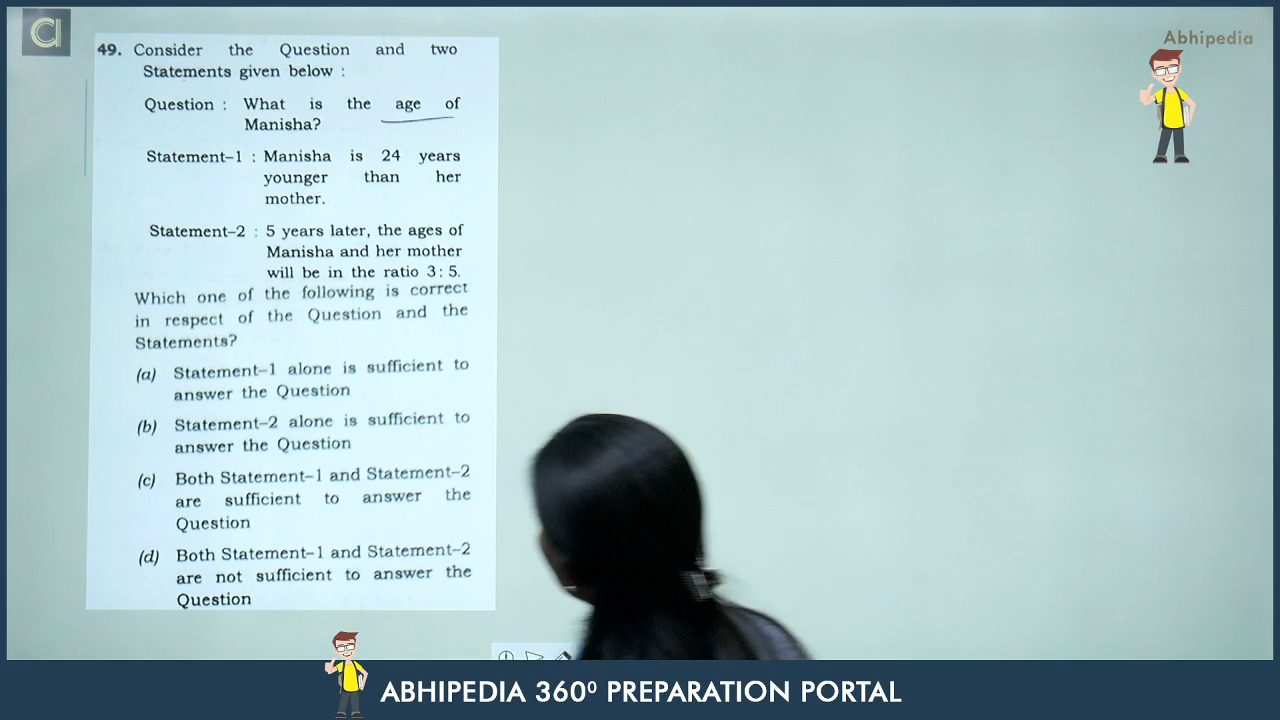 Abhipedia
49. Consider the Question and two
Statements given below :
Question : What is the age of
Manisha?
Statement–1 : Manisha is 24 years
younger than her
mother.
Statement–2 : 5 years later, the ages of
Manisha and her mother
will be in the ratio 3 : 5.
Which one of the following is correct
in respect of the Question and the
Statements?
(a) Statement–1 alone is sufficient to
answer the Question
(b) Statement–2 alone is sufficient to
answer the Question
(c) Both Statement–1 and Statement–2
are sufficient to answer the
Question
(d) Both Statement–1 and Statement–2
are not sufficient to answer the
Question
ABHIPEDIA 360⁰ PREPARATION PORTAL